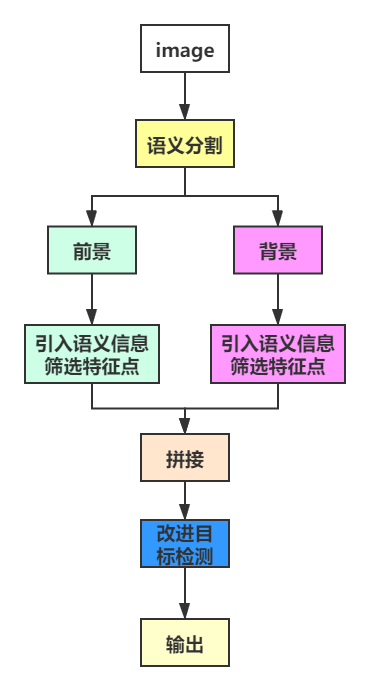 image
语义分割
前景
背景
引入语义信息
筛选特征点
引入语义信息
筛选特征点
拼接
改进目
标检测
输出